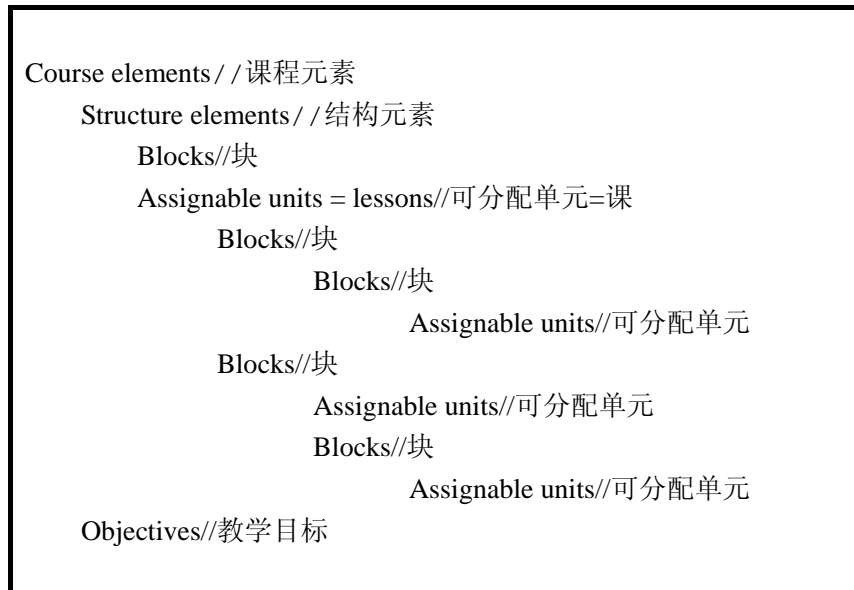 Course elements//课程元素
Structure elements//结构元素
Blocks//块
Assignable units = lessons//可分配单元=课
Blocks//块
Blocks//块
Assignable units//可分配单元
Blocks//块
Assignable units//可分配单元
Blocks//块
Assignable units//可分配单元
Objectives//教学目标